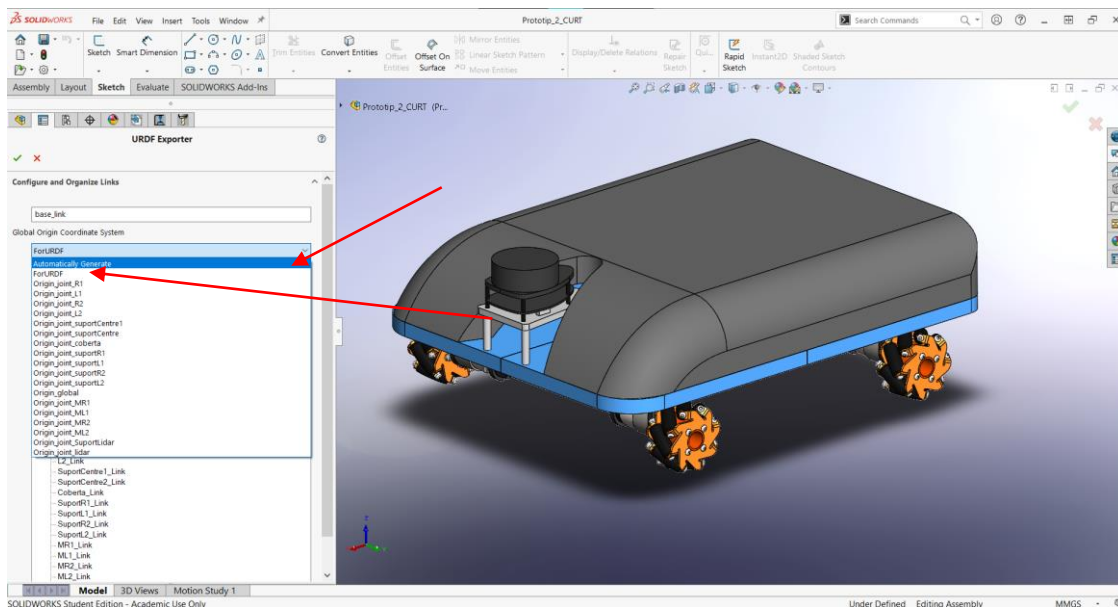 SOLIDWORKS File Edit View Insert Tools Window Prototip_2_CURT Search Commands
Sketch Smart Dimension Trim Entities Convert Entities Offset Entities Offset On Surface Mirror Entities Linear Sketch Pattern Move Entities Display/Delete Relations Repair Sketch Qui... Rapid Sketch Instant2D Shaded Sketch Contours
Assembly Layout Sketch Evaluate SOLIDWORKS Add-Ins
Prototip_2_CURT (Pr...
URDF Exporter
Configure and Organize Links
base_link
Global Origin Coordinate System
ForURDF
Automatically Generate
ForURDF
Origin_joint_R1
Origin_joint_L1
Origin_joint_R2
Origin_joint_L2
Origin_joint_suportCentre1
Origin_joint_suportCentre
Origin_joint_coberta
Origin_joint_suportR1
Origin_joint_suportL1
Origin_joint_suportR2
Origin_joint_suportL2
Origin_global
Origin_joint_MR1
Origin_joint_ML1
Origin_joint_MR2
Origin_joint_ML2
Origin_joint_SuportLidar
Origin_joint_lidar
L2_Link
SuportCentre1_Link
SuportCentre2_Link
Coberta_Link
SuportR1_Link
SuportL1_Link
SuportR2_Link
SuportL2_Link
MR1_Link
ML1_Link
MR2_Link
ML2_Link
Z
Model 3D Views Motion Study 1
SOLIDWORKS Student Edition - Academic Use Only Under Defined Editing Assembly MMGS